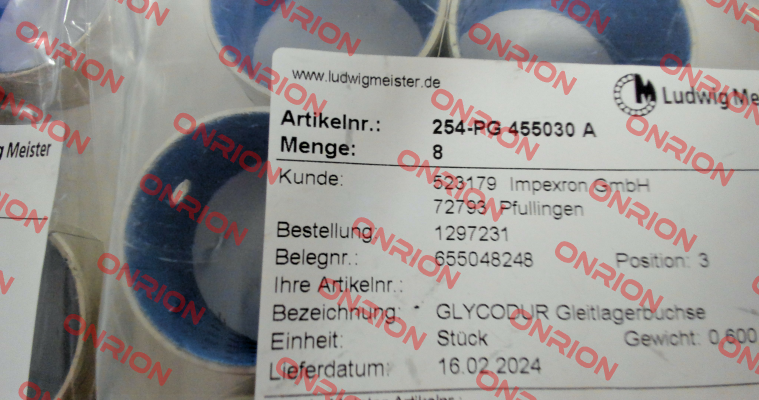 www.ludwigmeister.de
Ludwig Me
Artikelnr.: 254-PG 455030 A
Menge: 8
Kunde: 523179 Impexron GmbH
72793 Pfullingen
Bestellung 1297231
Belegnr.: 655048248 Position: 3
Ihre Artikelnr.:
Bezeichnung: GLYCODUR Gleitlagerbuchse
Einheit: Stück Gewicht: 0,600
Lieferdatum: 16.02.2024
g Meister
ONRION